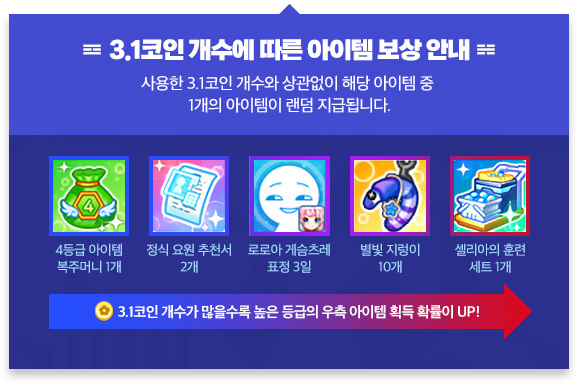 3.1코인 개수에 따른 아이템 보상 안내
사용한 3.1코인 개수와 상관없이 해당 아이템 중
1개의 아이템이 랜덤 지급됩니다.
4
4등급 아이템
복주머니 1개
정식 요원 추천서
2개
로로아 게슴츠레
표정 3일
별빛 지렁이
10개
셀리아의 훈련
세트 1개
3.1코인 개수가 많을수록 높은 등급의 우측 아이템 획득 확률이 UP!